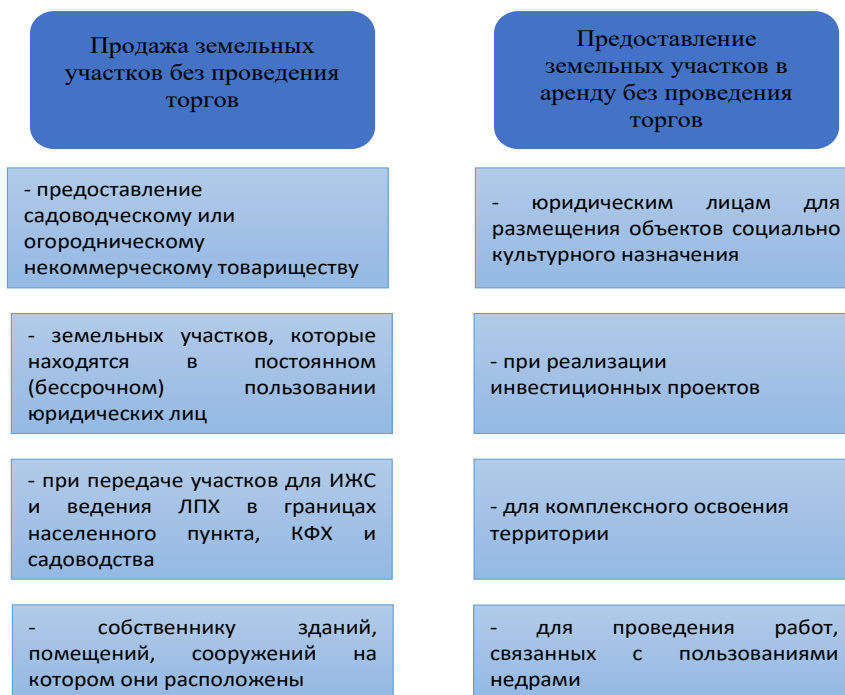 Продажа земельных
участков без проведения
торгов
- предоставление
садоводческому или
огородническому
некоммерческому товариществу
- земельных участков, которые
находятся в постоянном
(бессрочном) пользовании
юридических лиц
- при передаче участков для ИЖС
и ведения ЛПХ в границах
населенного пункта, КФХ и
садоводства
- собственнику зданий,
помещений, сооружений на
котором они расположены
Предоставление
земельных участков в
аренду без проведения
торгов
- юридическим лицам для
размещения объектов социально
культурного назначения
- при реализации
инвестиционных проектов
- для комплексного освоения
территории
- для проведения работ,
связанных с пользованиями
недрами